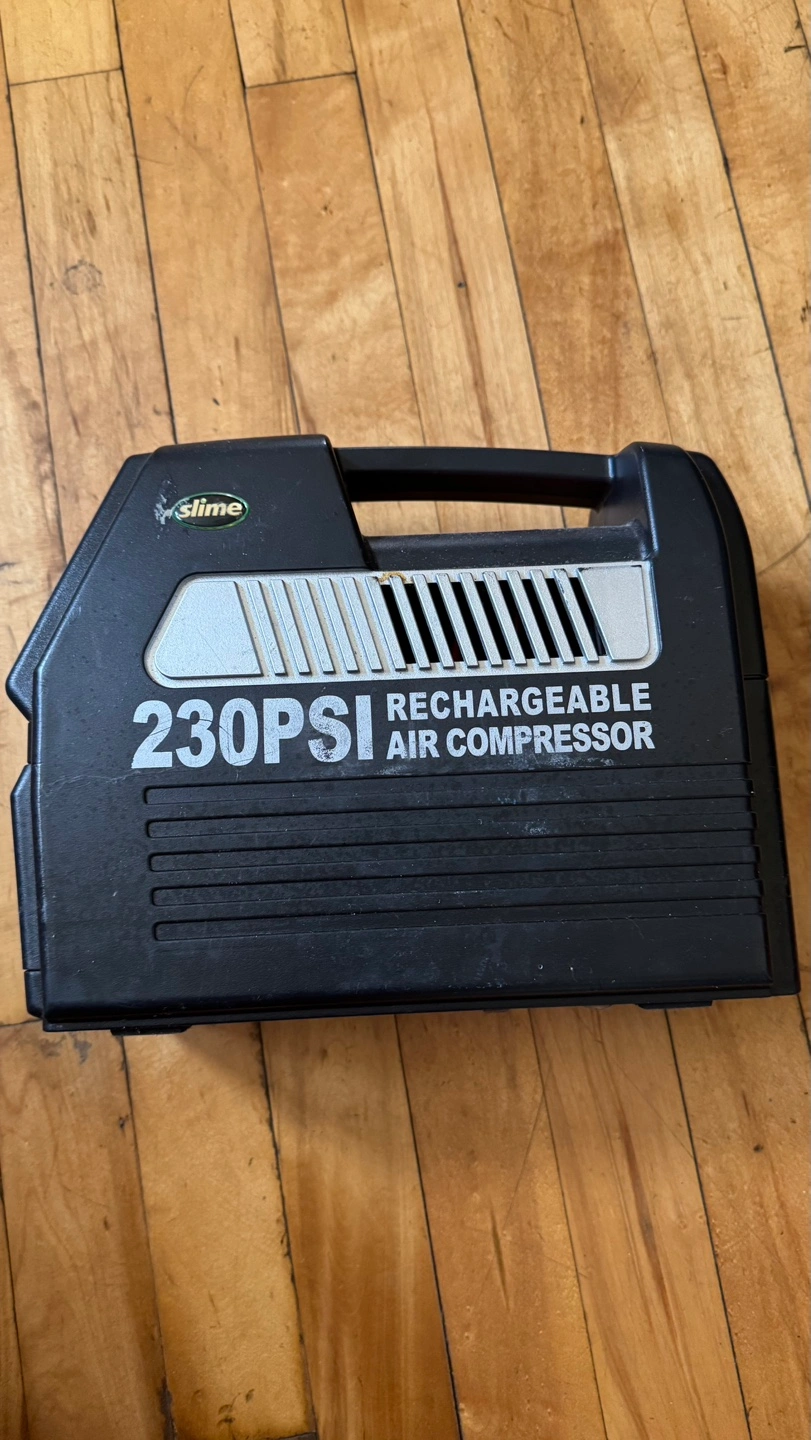 slime
230PSI
RECHARGEABLE
AIR COMPRESSOR